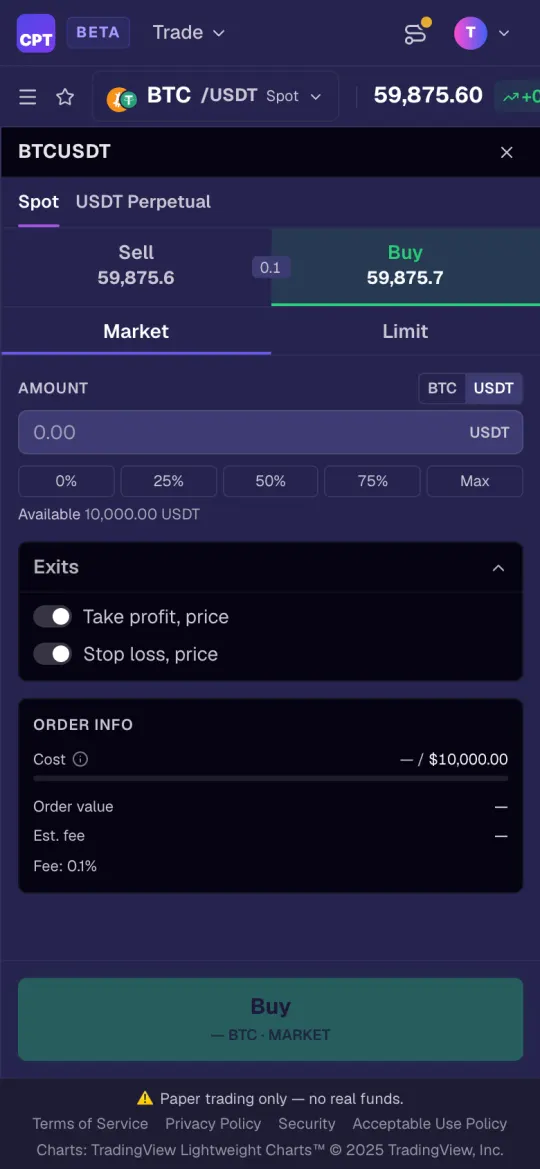 CPT BETA Trade T
BTC /USDT Spot 59,875.60 +0
BTCUSDT
Spot USDT Perpetual
Sell Buy
59,875.6 0.1 59,875.7
Market Limit
AMOUNT BTC USDT
0.00 USDT
0% 25% 50% 75% Max
Available 10,000.00 USDT
Exits
Take profit, price
Stop loss, price
ORDER INFO
Cost — / $10,000.00
Order value —
Est. fee —
Fee: 0.1%
Buy
— BTC · MARKET
⚠️ Paper trading only — no real funds.
Terms of Service Privacy Policy Security Acceptable Use Policy
Charts: TradingView Lightweight Charts™ © 2025 TradingView, Inc.